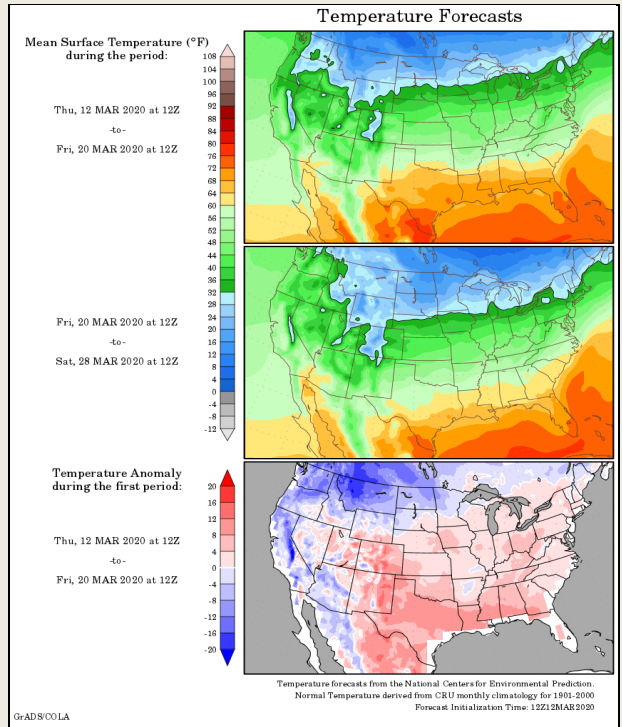 Temperature Forecasts
Mean Surface Temperature (°F)
during the period:
Thu, 12 MAR 2020 at 12Z
-to-
Fri, 20 MAR 2020 at 12Z
108
104
100
96
92
88
84
80
76
72
68
64
60
56
52
48
44
40
36
32
28
24
20
16
12
8
4
0
-4
-8
-12
Fri, 20 MAR 2020 at 12Z
-to-
Sat, 28 MAR 2020 at 12Z
Temperature Anomaly
during the first period:
Thu, 12 MAR 2020 at 12Z
-to-
Fri, 20 MAR 2020 at 12Z
20
16
12
8
4
0
-4
-8
-12
-16
-20
Temperature forecasts from the National Centers for Environmental Prediction.
Normal Temperature derived from CRU monthly climatology for 1901-2000
Forecast Initialization Time: 12Z12MAR2020
GrADS/COLA